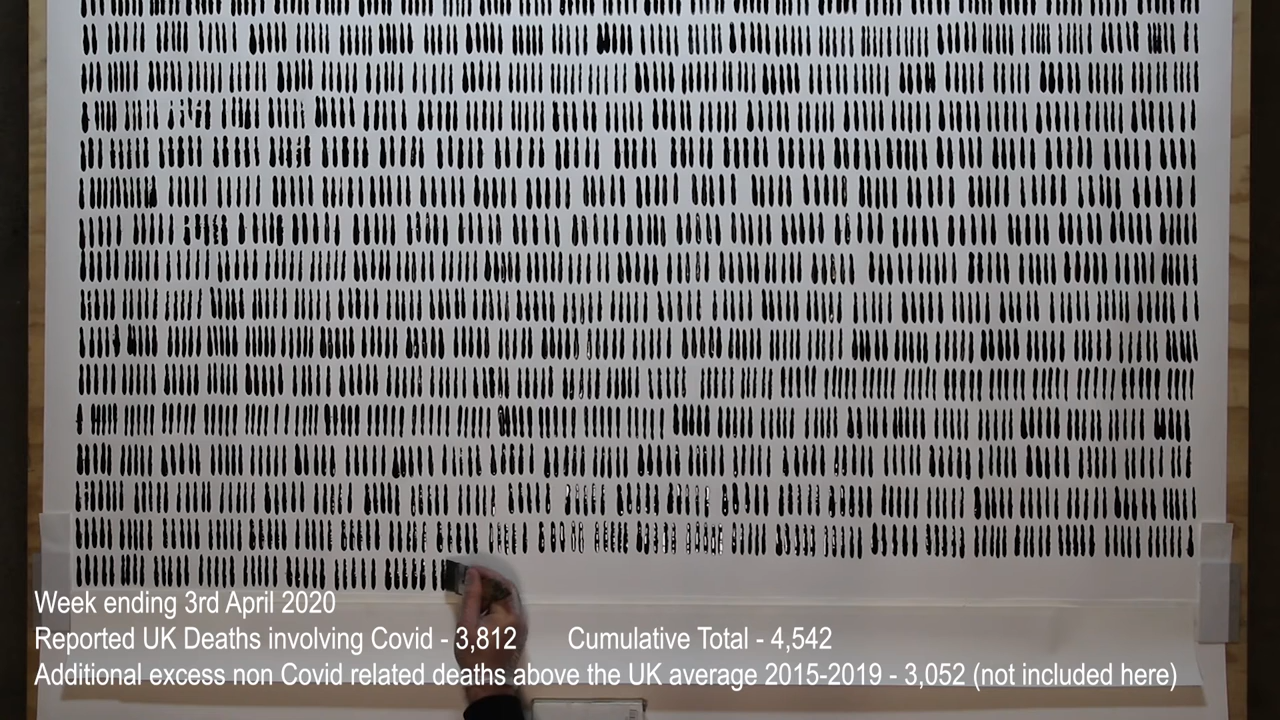 Week ending 3rd April 2020
Reported UK Deaths involving Covid - 3,812 Cumulative Total - 4,542
Additional excess non Covid related deaths above the UK average 2015-2019 - 3,052 (not included here)